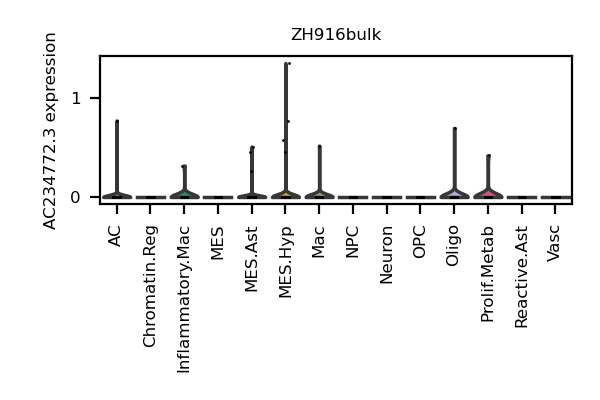 ZH916bulk
AC234772.3 expression
1
0
AC
Chromatin.Reg
Inflammatory.Mac
MES
MES.Ast
MES.Hyp
Mac
NPC
Neuron
OPC
Oligo
Prolif.Metab
Reactive.Ast
Vasc